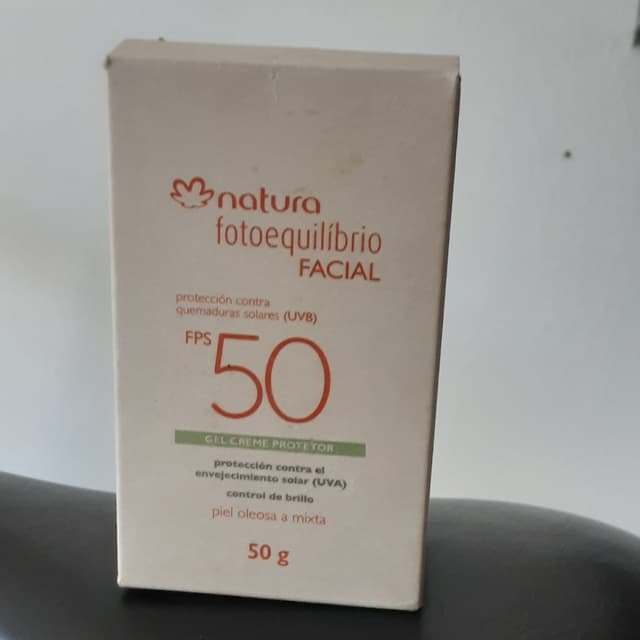 natura
fotoequilíbrio
FACIAL
protección contra
quemaduras solares (UVB)
FPS 50
GEL CREME PROTETOR
protección contra el
envejecimiento solar (UVA)
control de brillo
piel oleosa a mixta
50 g